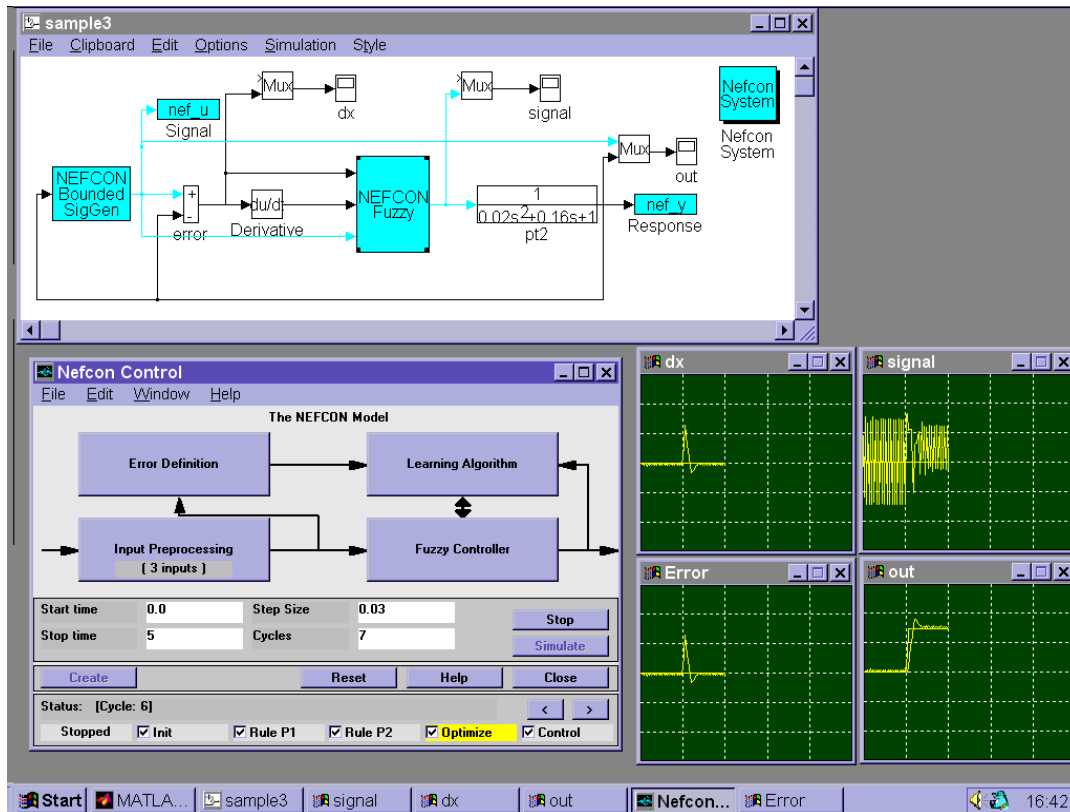 sample3
File Clipboard Edit Options Simulation Style
Mux
dx
Mux
signal
Nefcon
System
Nefcon
System
nef_u
Signal
Mux
out
NEFCON
Bounded
SigGen
+
-
error
du/dt
Derivative
NEFCON
Fuzzy
1
0.02s²+0.16s+1
pt2
nef_y
Response
Nefcon Control
File Edit Window Help
The NEFCON Model
Error Definition
Learning Algorithm
Input Preprocessing
( 3 inputs )
Fuzzy Controller
Start time 0.0 Step Size 0.03
Stop time 5 Cycles 7
Stop
Simulate
Create Reset Help Close
Status: [Cycle: 6] < >
Stopped Init Rule P1 Rule P2 Optimize Control
dx
signal
Error
out
Start MATLA... sample3 signal dx out Nefcon... Error 16:42